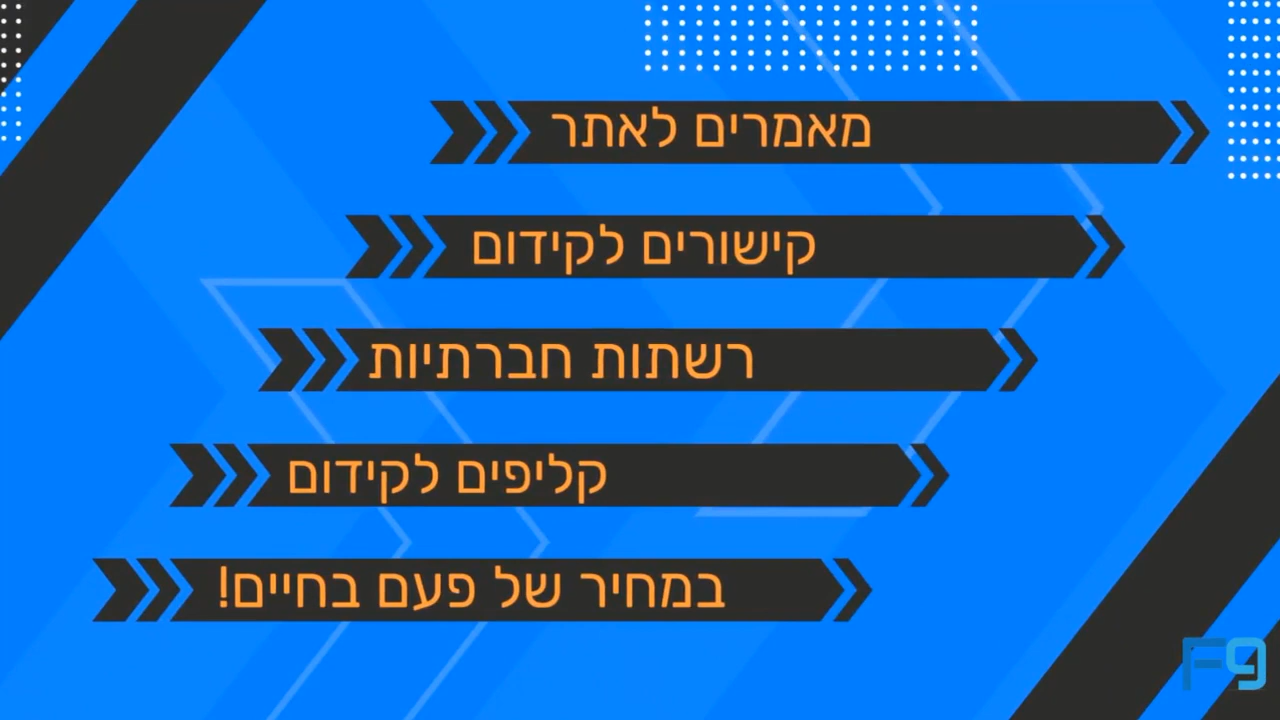 מאמרים לאתר
קישורים לקידום
רשתות חברתיות
קליפים לקידום
במחיר של פעם בחיים!
F9